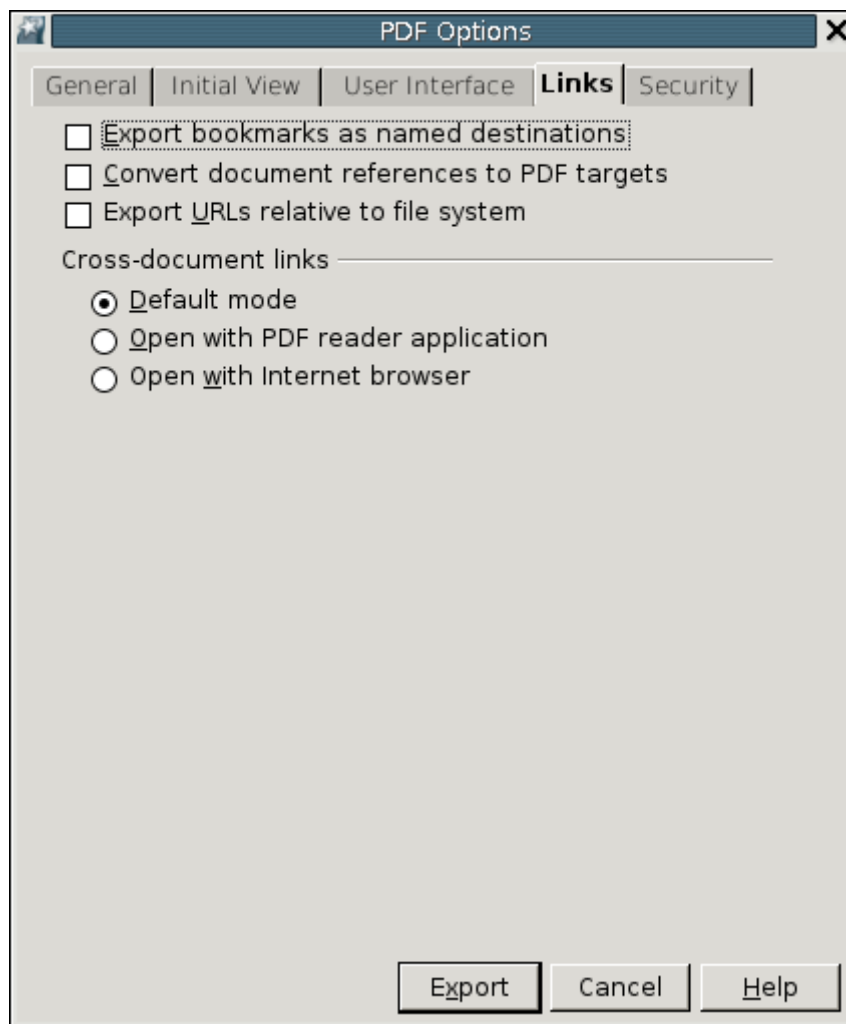 PDF Options
General Initial View User Interface Links Security
Export bookmarks as named destinations
Convert document references to PDF targets
Export URLs relative to file system
Cross-document links
Default mode
Open with PDF reader application
Open with Internet browser
Export Cancel Help